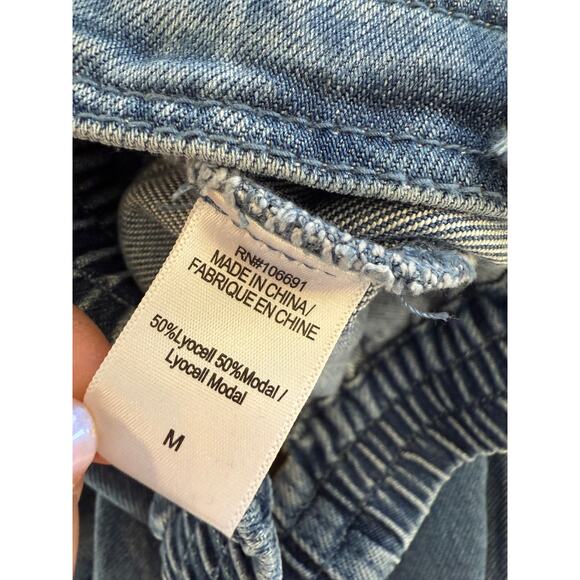 RN#106691
MADE IN CHINA/
FABRIQUE EN CHINE
50%Lyocell 50%Modal /
Lyocell Modal
M